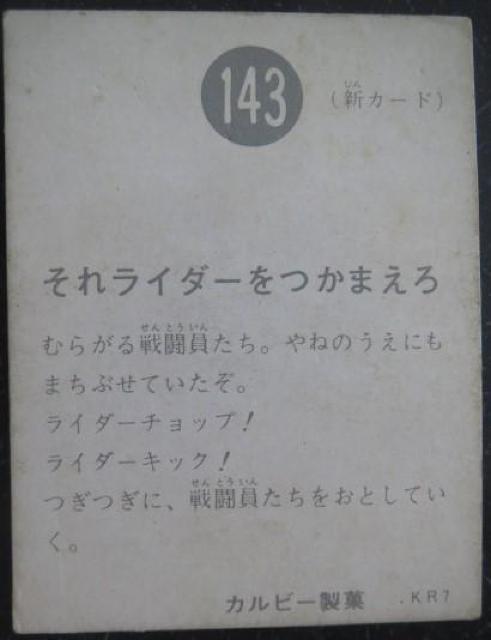 143
(新カード)
それライダーをつかまえろ
むらがる戦闘員たち。やねのうえにも
まちぶせていたぞ。
ライダーチョップ!
ライダーキック!
つぎつぎに、戦闘員たちをおとしてい
く。
カルビー製菓 .KR7